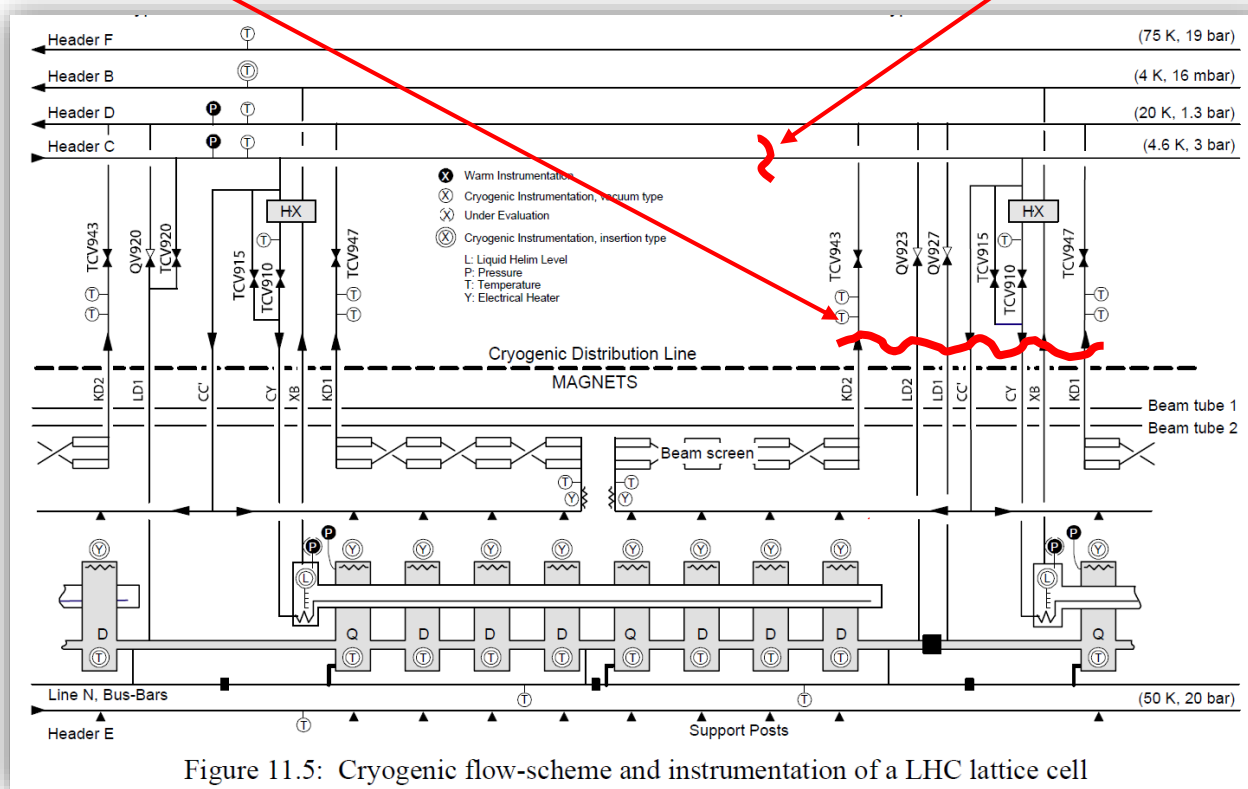 Header F
(75 K, 19 bar)
T
Header B
(4 K, 16 mbar)
T
Header D
(20 K, 1.3 bar)
P
T
Header C
(4.6 K, 3 bar)
P
T
X Warm Instrumentation
X Cryogenic Instrumentation, vacuum type
X Under Evaluation
X Cryogenic Instrumentation, insertion type
L: Liquid Helim Level
P: Pressure
T: Temperature
Y: Electrical Heater
HX
HX
TCV943
QV920
TCV920
TCV915
TCV910
TCV947
TCV943
QV923
QV927
TCV915
TCV910
TCV947
T
T
T
T
T
T
T
T
T
T
Cryogenic Distribution Line
MAGNETS
KD2
LD1
CC'
CY
XB
KD1
KD2
LD2
LD1
CC'
CY
XB
KD1
Beam tube 1
Beam tube 2
Beam screen
T
T
Y
Y
P
P
P
P
Y
Y
Y
Y
Y
Y
Y
Y
Y
Y
L
L
D
Q
D
D
D
Q
D
D
D
Q
T
T
T
T
T
T
T
T
T
T
Line N, Bus-Bars
T
T
(50 K, 20 bar)
Header E
T
Support Posts
Figure 11.5: Cryogenic flow-scheme and instrumentation of a LHC lattice cell